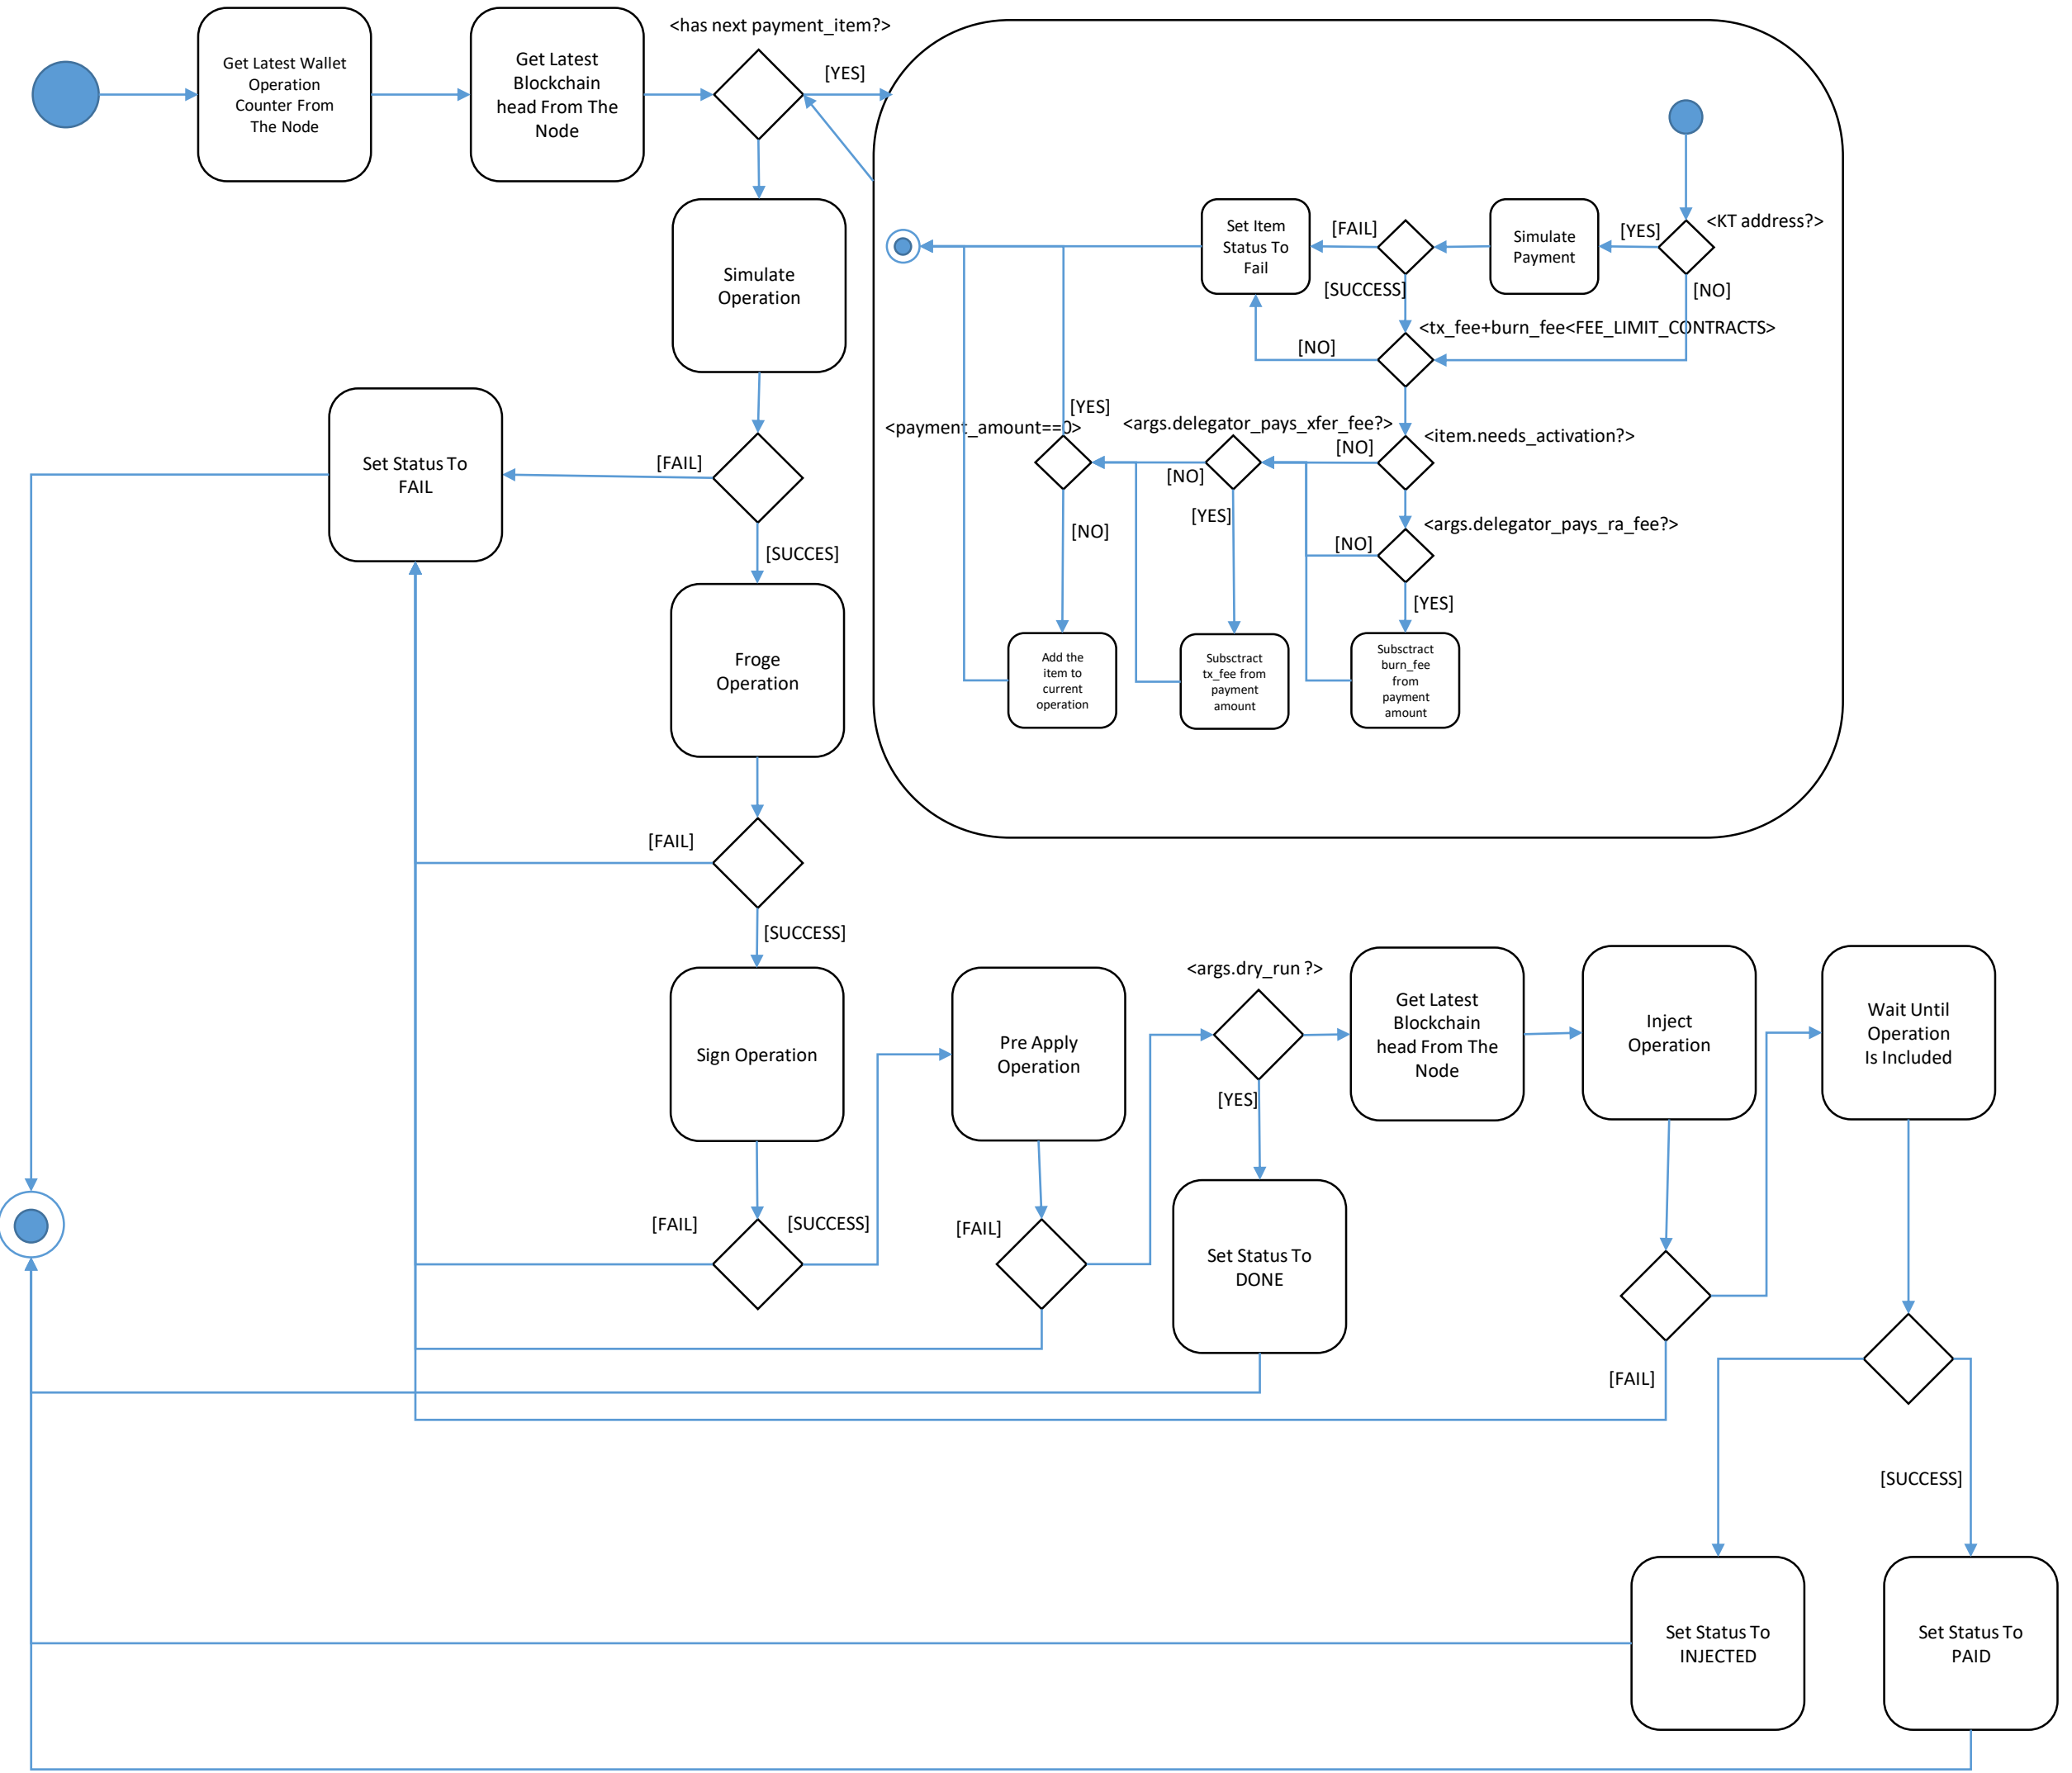 <has next payment_item?>
[YES]
Get Latest Wallet
Operation
Counter From
The Node
Get Latest
Blockchain
head From The
Node
<KT address?>
[YES]
Simulate
Payment
[FAIL]
Set Item
Status To
Fail
[NO]
[SUCCESS]
<tx_fee+burn_fee<FEE_LIMIT_CONTRACTS>
[NO]
Simulate
Operation
[YES]
<payment_amount==0>
<args.delegator_pays_xfer_fee?>
<item.needs_activation?>
[NO]
[NO]
[YES]
[NO]
<args.delegator_pays_ra_fee?>
[NO]
[YES]
Add the
item to
current
operation
Subsctract
tx_fee from
payment
amount
Subsctract
burn_fee
from
payment
amount
Set Status To
FAIL
[FAIL]
[SUCCES]
Froge
Operation
[FAIL]
[SUCCESS]
Sign Operation
Pre Apply
Operation
<args.dry_run ?>
Get Latest
Blockchain
head From The
Node
Inject
Operation
Wait Until
Operation
Is Included
[YES]
[FAIL]
[SUCCESS]
[FAIL]
Set Status To
DONE
[FAIL]
[SUCCESS]
Set Status To
INJECTED
Set Status To
PAID